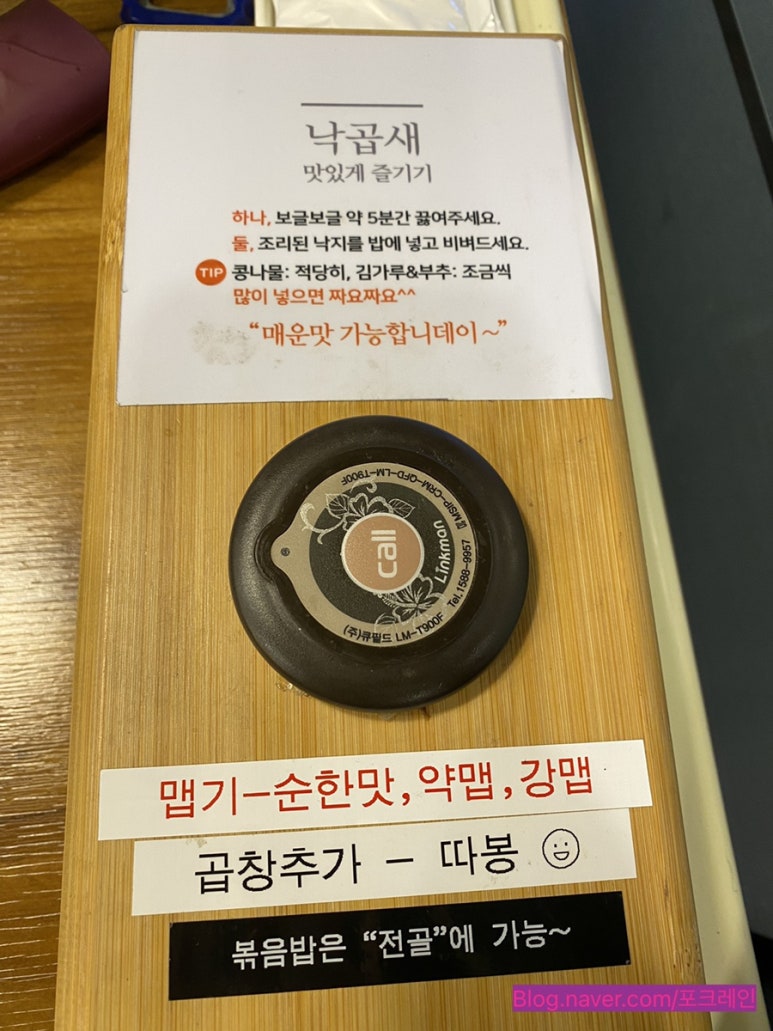 낙곱새
맛있게 즐기기
하나, 보글보글 약 5분간 끓여주세요.
둘, 조리된 낙지를 밥에 넣고 비벼드세요.
TIP 콩나물: 적당히, 김가루&부추: 조금씩
많이 넣으면 짜요짜요^^
“매운맛 가능합니데이~”
MSIP-CRM-QFD-LM-T900F
call
Linkman
Tel.1588-9957
(주)큐필드 LM-T900F
맵기-순한맛,약맵,강맵
곱창추가 - 따봉
볶음밥은 “전골”에 가능~
Blog.naver.com/포크레인